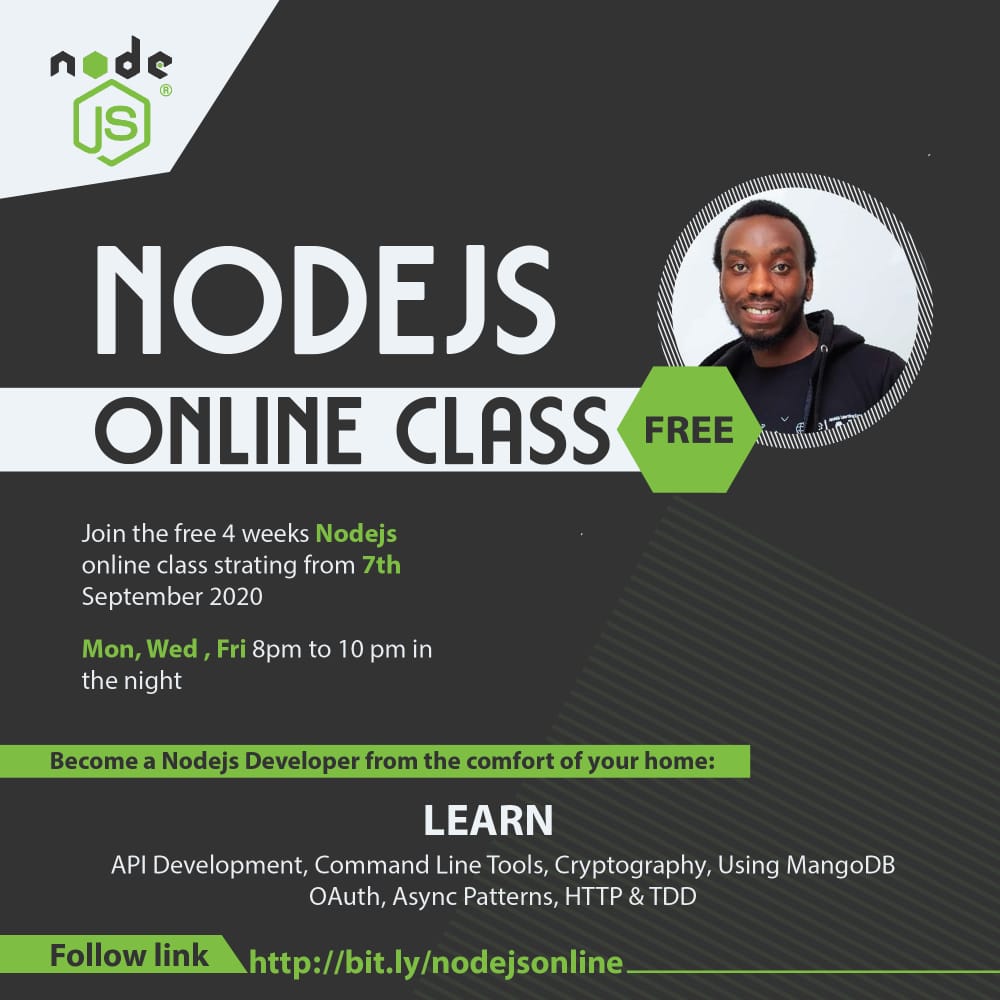 node
JS
®
NODEJS
ONLINE CLASS
FREE
Join the free 4 weeks Nodejs
online class strating from 7th
September 2020
Mon, Wed , Fri 8pm to 10 pm in
the night
Become a Nodejs Developer from the comfort of your home:
LEARN
API Development, Command Line Tools, Cryptography, Using MangoDB
OAuth, Async Patterns, HTTP & TDD
Follow link
http://bit.ly/nodejsonline